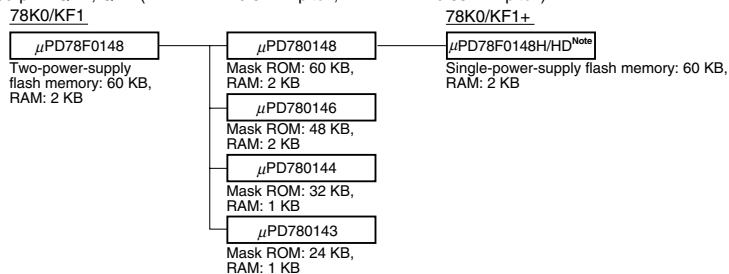 78K0/KF1
78K0/KF1+
μPD78F0148
μPD780148
μPD78F0148H/HDNote
Two-power-supply
flash memory: 60 KB,
RAM: 2 KB
Mask ROM: 60 KB,
RAM: 2 KB
Single-power-supply flash memory: 60 KB,
RAM: 2 KB
μPD780146
Mask ROM: 48 KB,
RAM: 2 KB
μPD780144
Mask ROM: 32 KB,
RAM: 1 KB
μPD780143
Mask ROM: 24 KB,
RAM: 1 KB